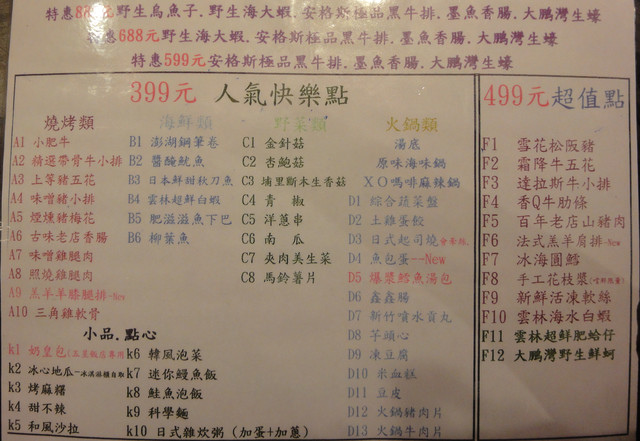 特惠888元野生烏魚子.野生海大蝦.安格斯極品黑牛排.墨魚香腸.大鵬灣生蠔
特惠688元野生海大蝦.安格斯極品黑牛排.墨魚香腸.大鵬灣生蠔
特惠599元安格斯極品黑牛排.墨魚香腸.大鵬灣生蠔
399元 人氣快樂點
燒烤類
A1 小肥牛
A2 精選帶骨牛小排
A3 上等豬五花
A4 味噌豬小排
A5 煙燻豬梅花
A6 古味老店香腸
A7 味噌雞腿肉
A8 照燒雞腿肉
A9 羔羊羊膝腿排-New
A10 三角雞軟骨
海鮮類
B1 澎湖鋼筆卷
B2 醬醃魷魚
B3 日本鮮甜秋刀魚
B4 雲林超鮮白蝦
B5 肥滋滋魚下巴
B6 柳葉魚
野菜類
C1 金針菇
C2 杏鮑菇
C3 埔里斯木生香菇
C4 青 椒
C5 洋蔥串
C6 南 瓜
C7 夾肉美生菜
C8 馬鈴薯片
火鍋類
湯底
原味海味鍋
XO嗎啡麻辣鍋
D1 綜合蔬菜盤
D2 土雞蛋餃
D3 日式起司燒
D4 魚包蛋--New
D5 爆漿鱈魚湯包
D6 鑫鑫腸
D7 新竹噴水貢丸
D8 芋頭心
D9 凍豆腐
D10 米血糕
D11 豆皮
D12 火鍋豬肉片
D13 火鍋牛肉片
小品.點心
k1 奶皇包(五星飯店專用
k2 冰心地瓜-冰淇淋櫃自取
k3 烤麻糬
k4 甜不辣
k5 和風沙拉
k6 韓風泡菜
k7 迷你鰻魚飯
k8 鮭魚泡飯
k9 科學麵
k10 日式雜炊粥 (加蛋+加蔥)
499元超值點
F1 雪花松阪豬
F2 霜降牛五花
F3 達拉斯牛小排
F4 香Q牛肋條
F5 百年老店山豬肉
F6 法式羔羊肩排-New
F7 冰海圓鱈
F8 手工花枝漿
F9 新鮮活凍軟絲
F10 雲林海水白蝦
F11 雲林超鮮肥蛤仔
F12 大鵬灣野生鮮蚵